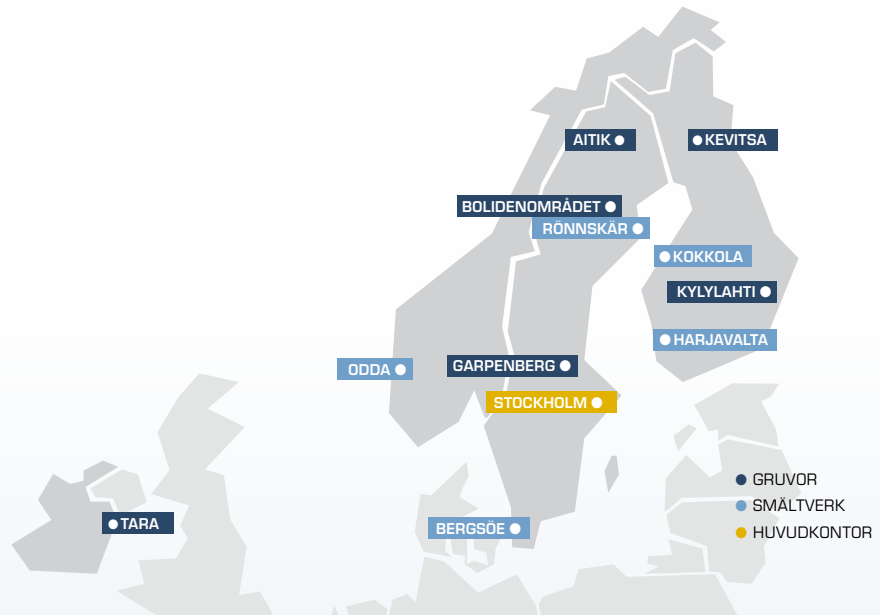 AITIK
KEVITSA
BOLIDENOMRÅDET
RÖNNSKÄR
KOKKOLA
KYLYLAHTI
HARJAVALTA
ODDA
GARPENBERG
STOCKHOLM
GRUVOR
SMÄLTVERK
TARA
BERGSÖE
HUVUDKONTOR